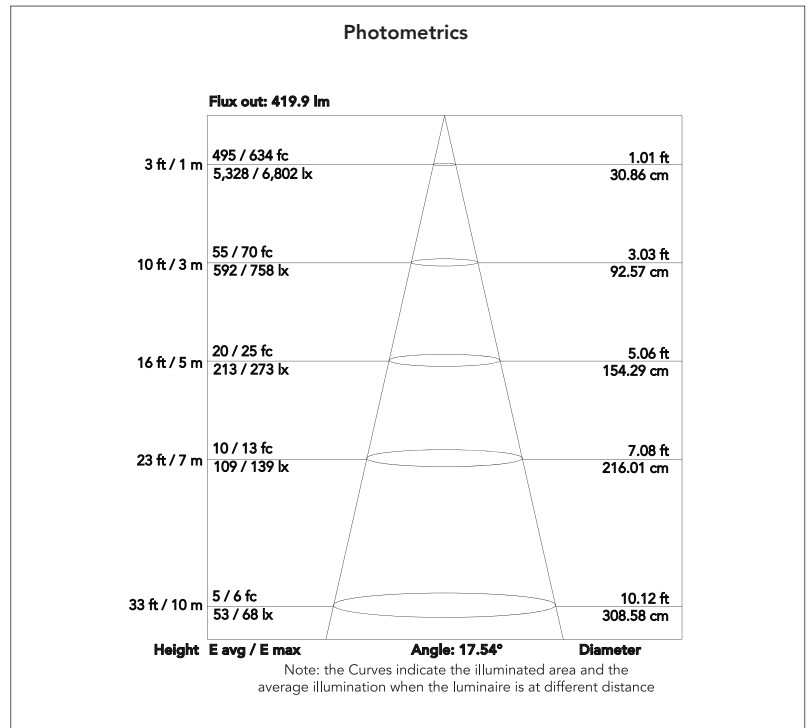 Photometrics
Flux out: 419.9 lm
3 ft / 1 m
495 / 634 fc
5,328 / 6,802 lx
1.01 ft
30.86 cm
10 ft / 3 m
55 / 70 fc
592 / 758 lx
3.03 ft
92.57 cm
16 ft / 5 m
20 / 25 fc
213 / 273 lx
5.06 ft
154.29 cm
23 ft / 7 m
10 / 13 fc
109 / 139 lx
7.08 ft
216.01 cm
33 ft / 10 m
5 / 6 fc
53 / 68 lx
10.12 ft
308.58 cm
Height E avg / E max Angle: 17.54° Diameter
Note: the Curves indicate the illuminated area and the
average illumination when the luminaire is at different distance